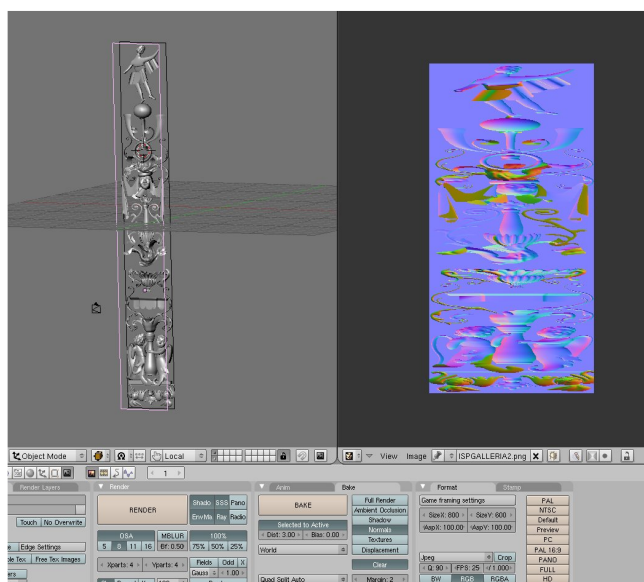 Object Mode Local View Image ISPGALLERIA2.png X
1
Render Layers Render Anim Bake Format Stamp
Touch No Overwrite
RENDER
Shado SSS Pano
EnvMa Ray Radio
OSA MBLUR 100%
5 8 11 16 Bf: 0.50 75% 50% 25%
Edge Settings
Free Tex Images
Xparts: 4 Yparts: 4 Fields Odd X
Gauss 1.00
BAKE
Selected to Active
Dist: 3.00 Bias: 0.00
World
Quad Split Auto
Full Render
Ambient Occlusion
Shadow
Normals
Textures
Displacement
Clear
Margin: 2
Game framing settings
SizeX: 800 SizeY: 600
AspX: 100.00 AspY: 100.00
Jpeg Crop
Q: 90 FPS: 25 /1.000
BW RGB RGBA
PAL
NTSC
Default
Preview
PC
PAL 16:9
PANO
FULL
HD